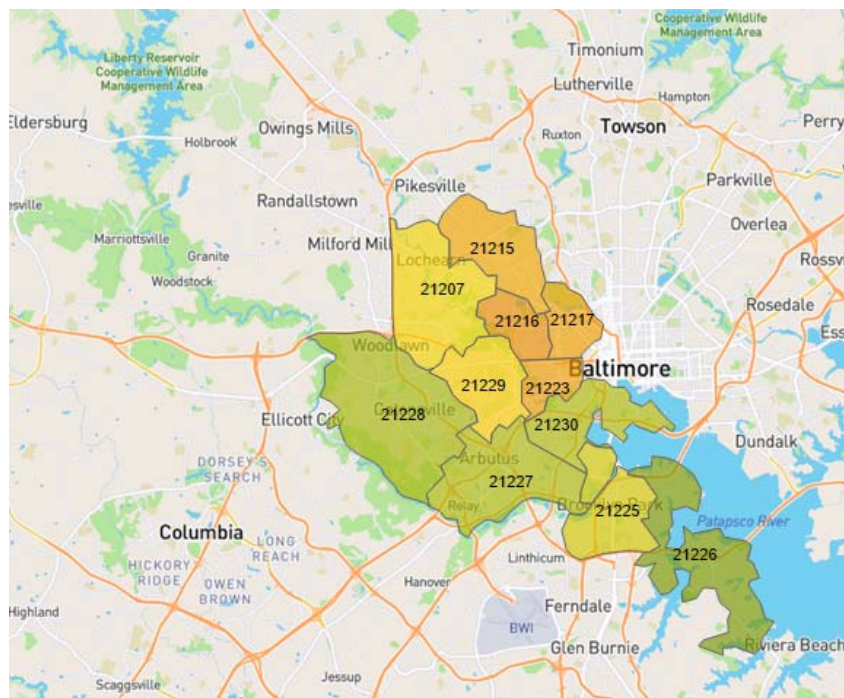 Cooperative Wildlife
Management Area
Timonium
Liberty Reservoir
Cooperative Wildlife
Management Area
Lutherville
Hampton
Eldersburg
Owings Mills
Towson
Perry
Holbrook
Ruxton
Pikesville
Parkville
Randallstown
esville
Overlea
Marriottsville
Milford Mill
21215
Granite
Lochearn
Rossv
Woodstock
21207
Rosedale
21216
21217
Ess
Woodlawn
Baltimore
21229
21223
Catonsville
21228
Ellicott City
21230
Dundalk
Arbutus
DORSEY'S
SEARCH
21227
Relay
Brooklyn Park
21225
Patapsco River
Columbia
LONG
REACH
21226
Linthicum
HICKORY
RIDGE
OWEN
BROWN
Hanover
Highland
Ferndale
BWI
Glen Burnie
Riviera Beach
Jessup
Scaggsville